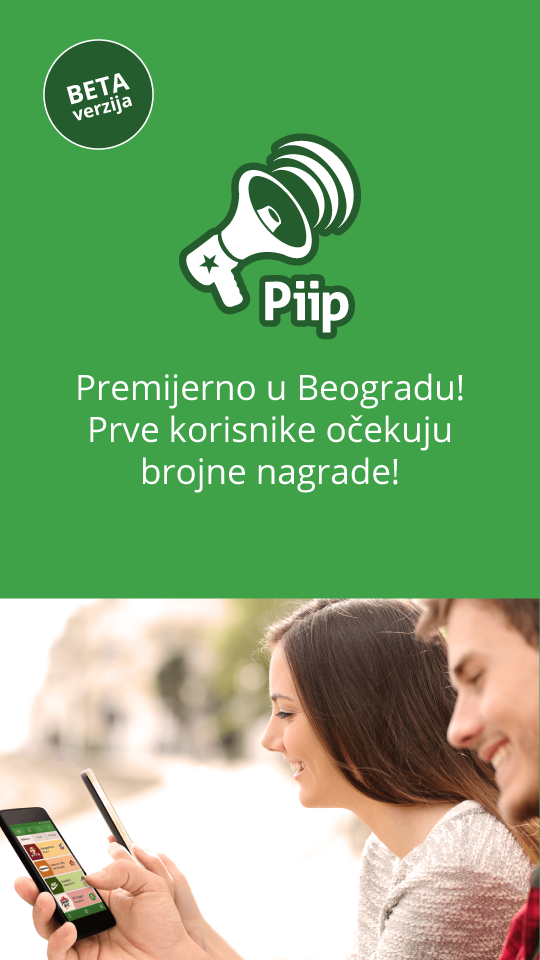 BETA
verzija
Piip
Premijerno u Beogradu!
Prve korisnike očekuju
brojne nagrade!